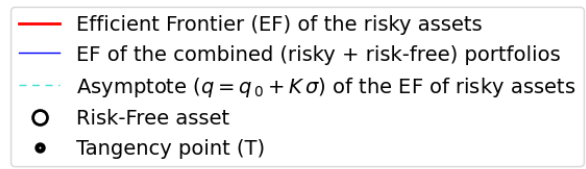 Efficient Frontier (EF) of the risky assets
EF of the combined (risky + risk-free) portfolios
Asymptote (q = q₀ + Kσ) of the EF of risky assets
Risk-Free asset
Tangency point (T)